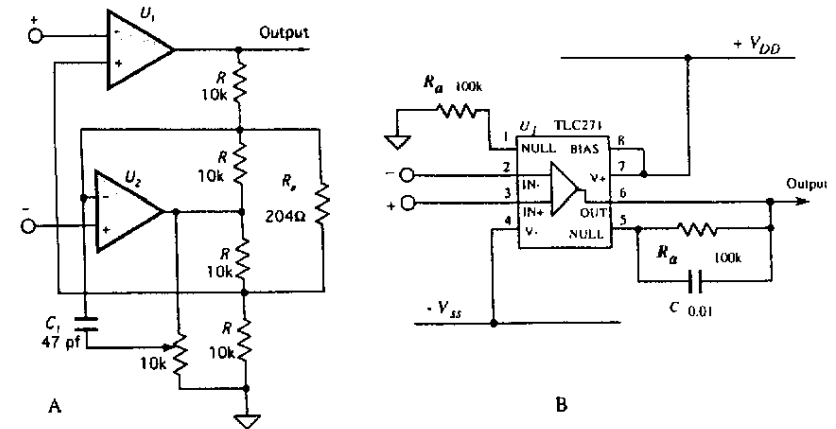 U1
+
-
+
Output
R
10k
R
10k
U2
-
-
+
Ro
204Ω
R
10k
R
10k
C1
47 pf
10k
A
+ VDD
Ra 100k
U1 TLC271
1
NULL
BIAS
8
7
V+
-
2
IN-
6
Output
+
3
IN+
OUT
4
V-
NULL
5
Ra
100k
C 0.01
- Vss
B